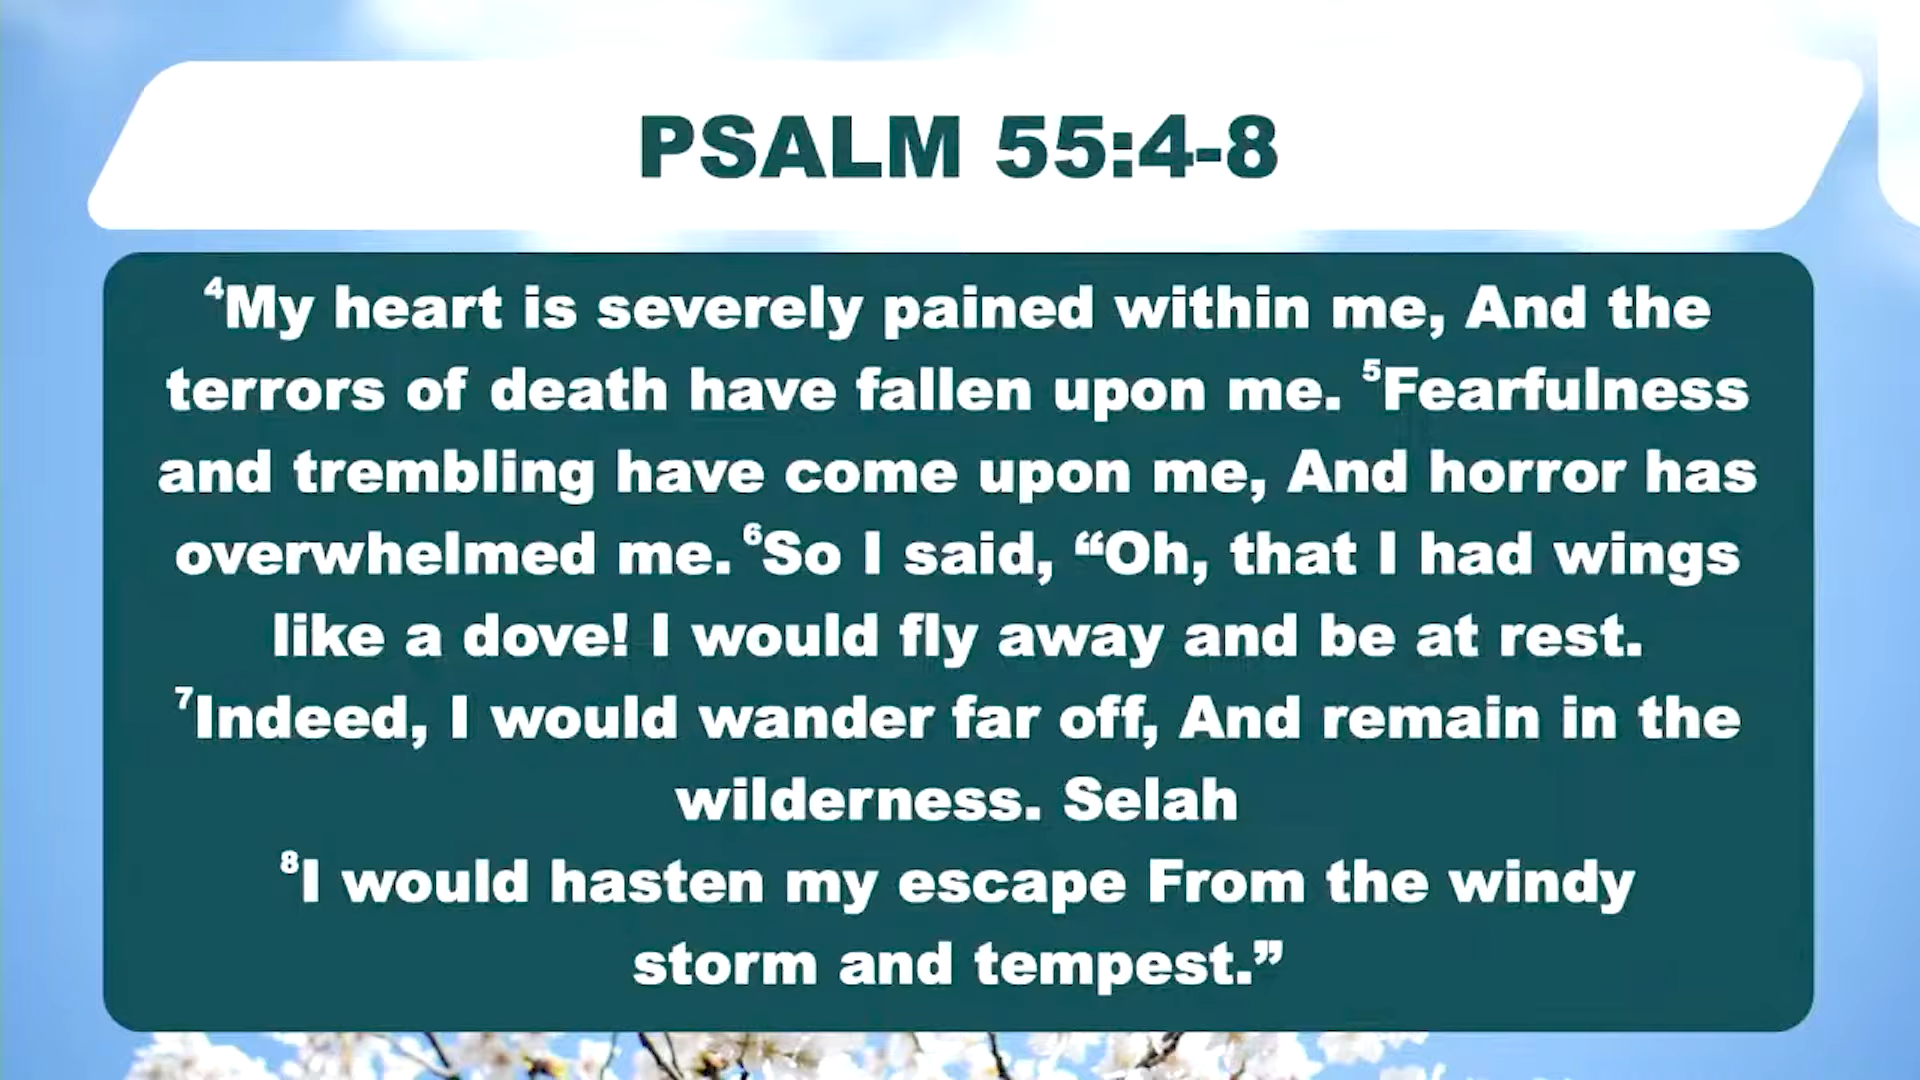 PSALM 55:4-8
⁴My heart is severely pained within me, And the
terrors of death have fallen upon me. ⁵Fearfulness
and trembling have come upon me, And horror has
overwhelmed me. ⁶So I said, “Oh, that I had wings
like a dove! I would fly away and be at rest.
⁷Indeed, I would wander far off, And remain in the
wilderness. Selah
⁸I would hasten my escape From the windy
storm and tempest.”